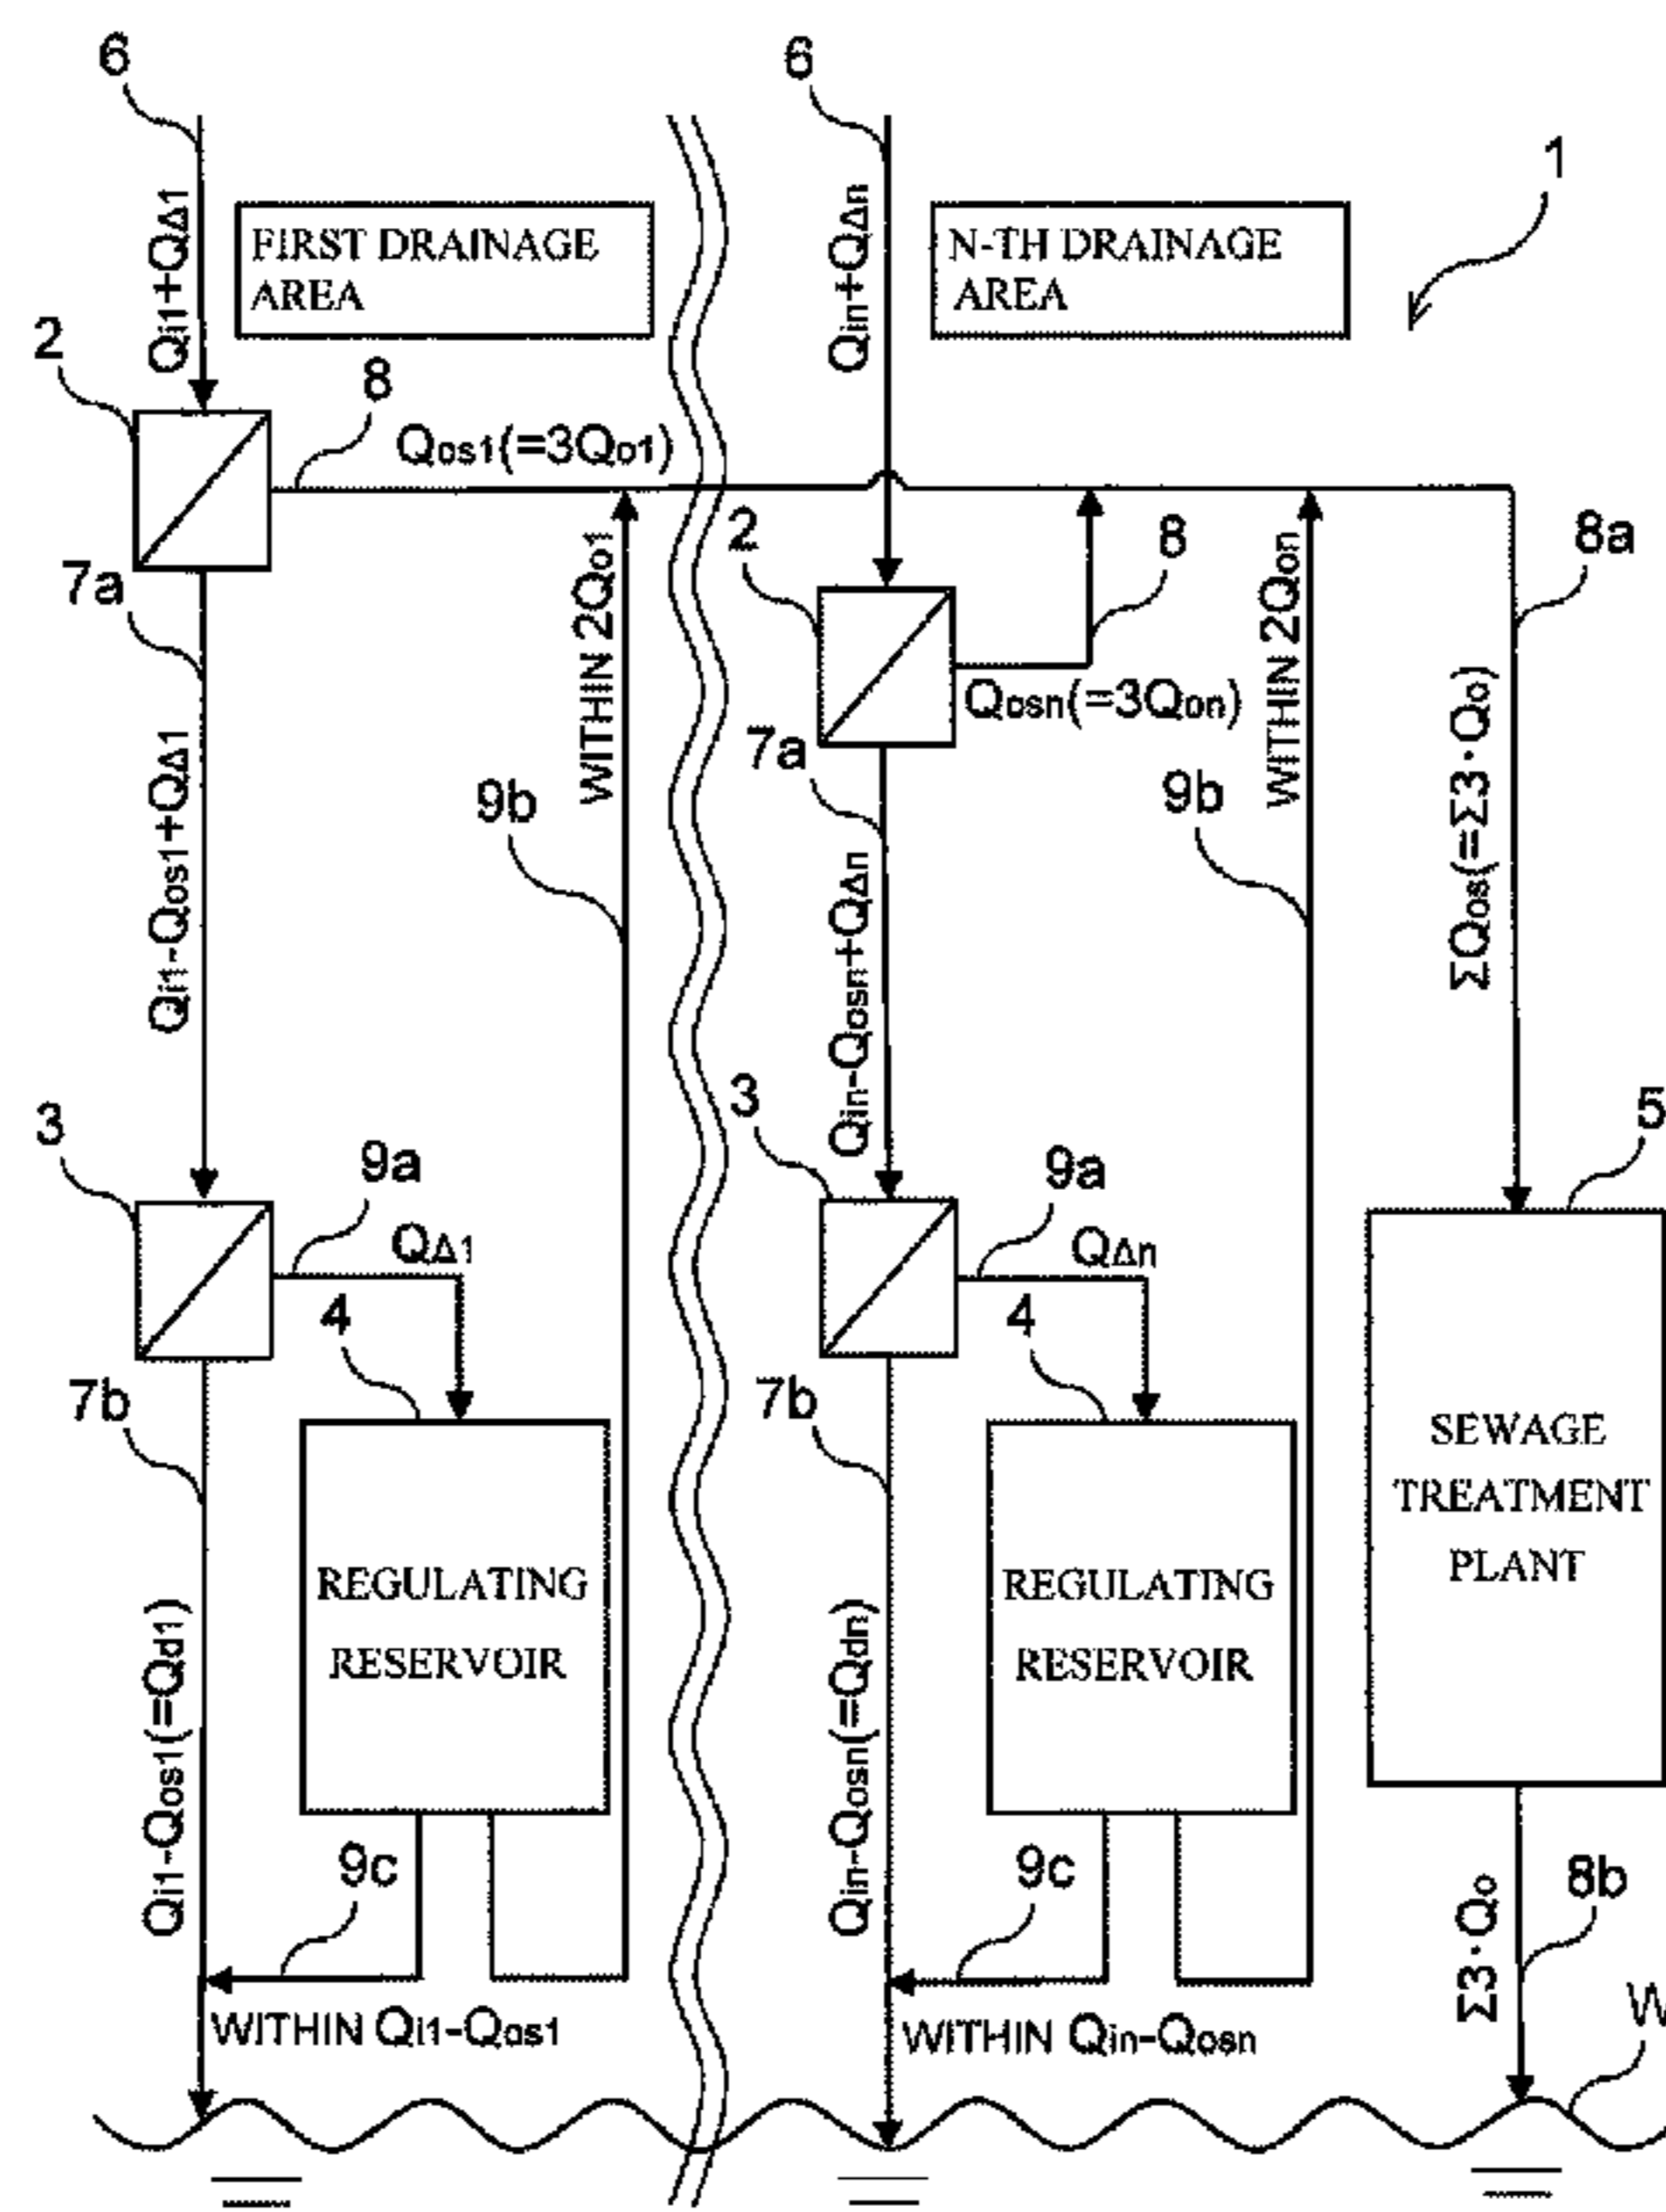 6
6
1
Qi1+QΔ1
FIRST DRAINAGE
AREA
Qin+QΔn
N-TH DRAINAGE
AREA
2
8
Qos1(=3Qo1)
7a
WITHIN 2Qo1
2
8
WITHIN 2Qon
8a
Qosn(=3Qon)
7a
Qi1-Qos1+QΔ1
9b
Qin-Qosn+QΔn
9b
ΣQos(=Σ3·Qo)
3
9a
QΔ1
3
9a
QΔn
5
4
4
7b
7b
REGULATING
RESERVOIR
REGULATING
RESERVOIR
SEWAGE
TREATMENT
PLANT
Qi1-Qos1(=Qd1)
9c
Qin-Qosn(=Qdn)
9c
Σ3·Qo
8b
WITHIN Qi1-Qos1
WITHIN Qin-Qosn
W